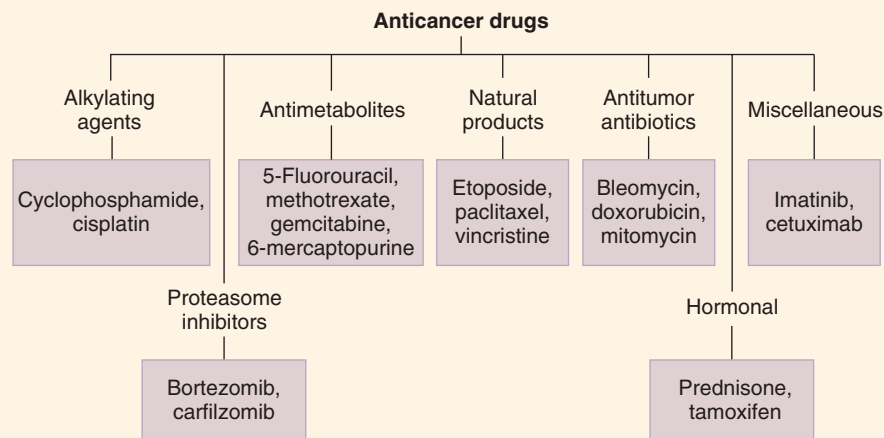 Anticancer drugs
Alkylating
agents
Cyclophosphamide,
cisplatin
Proteasome
inhibitors
Bortezomib,
carfilzomib
Antimetabolites
5-Fluorouracil,
methotrexate,
gemcitabine,
6-mercaptopurine
Natural
products
Etoposide,
paclitaxel,
vincristine
Antitumor
antibiotics
Bleomycin,
doxorubicin,
mitomycin
Hormonal
Prednisone,
tamoxifen
Miscellaneous
Imatinib,
cetuximab